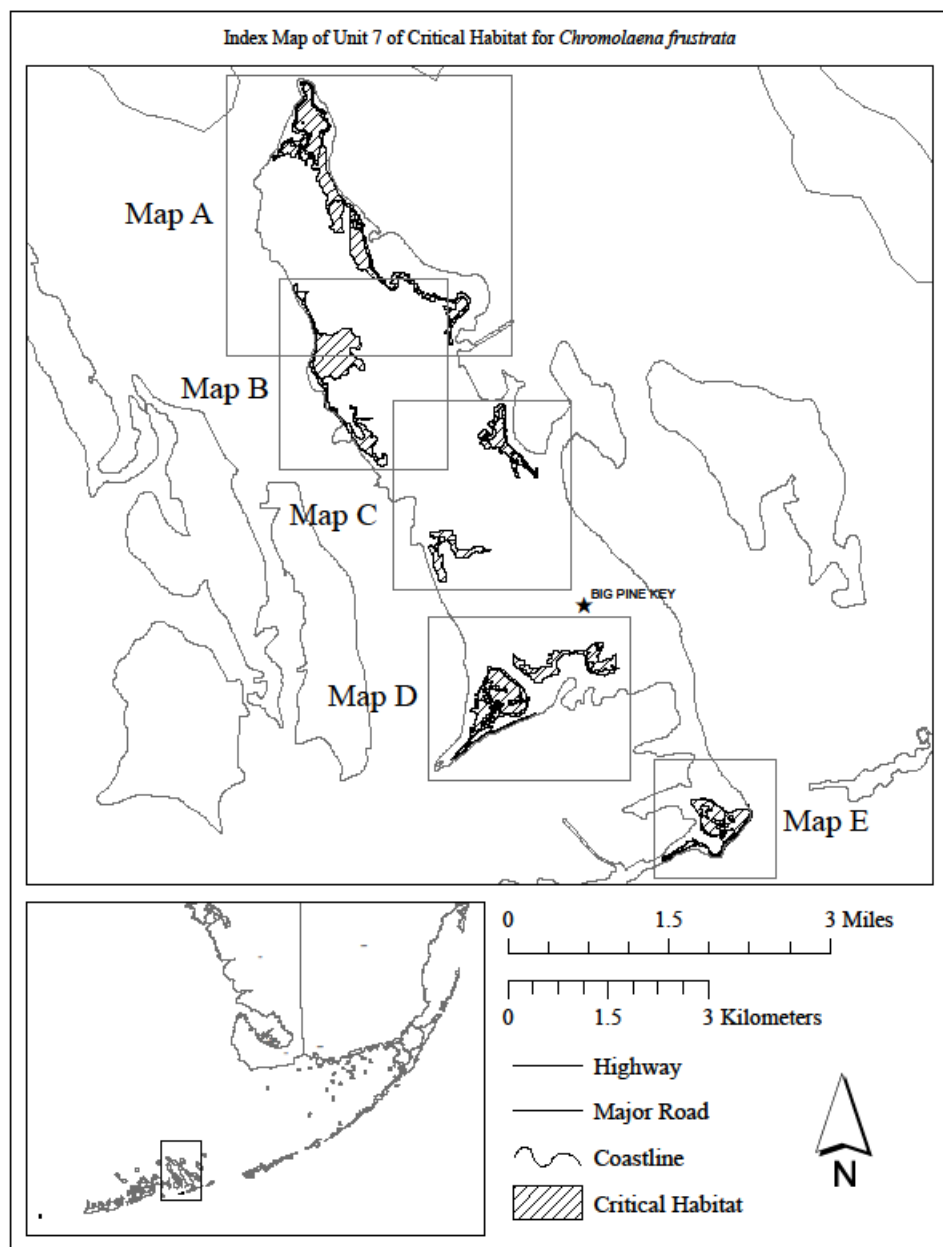 Index Map of Unit 7 of Critical Habitat for Chromolaena frustrata
Map A
Map B
Map C
BIG PINE KEY
Map D
Map E
0 1.5 3 Miles
0 1.5 3 Kilometers
Highway
Major Road
Coastline
Critical Habitat
N